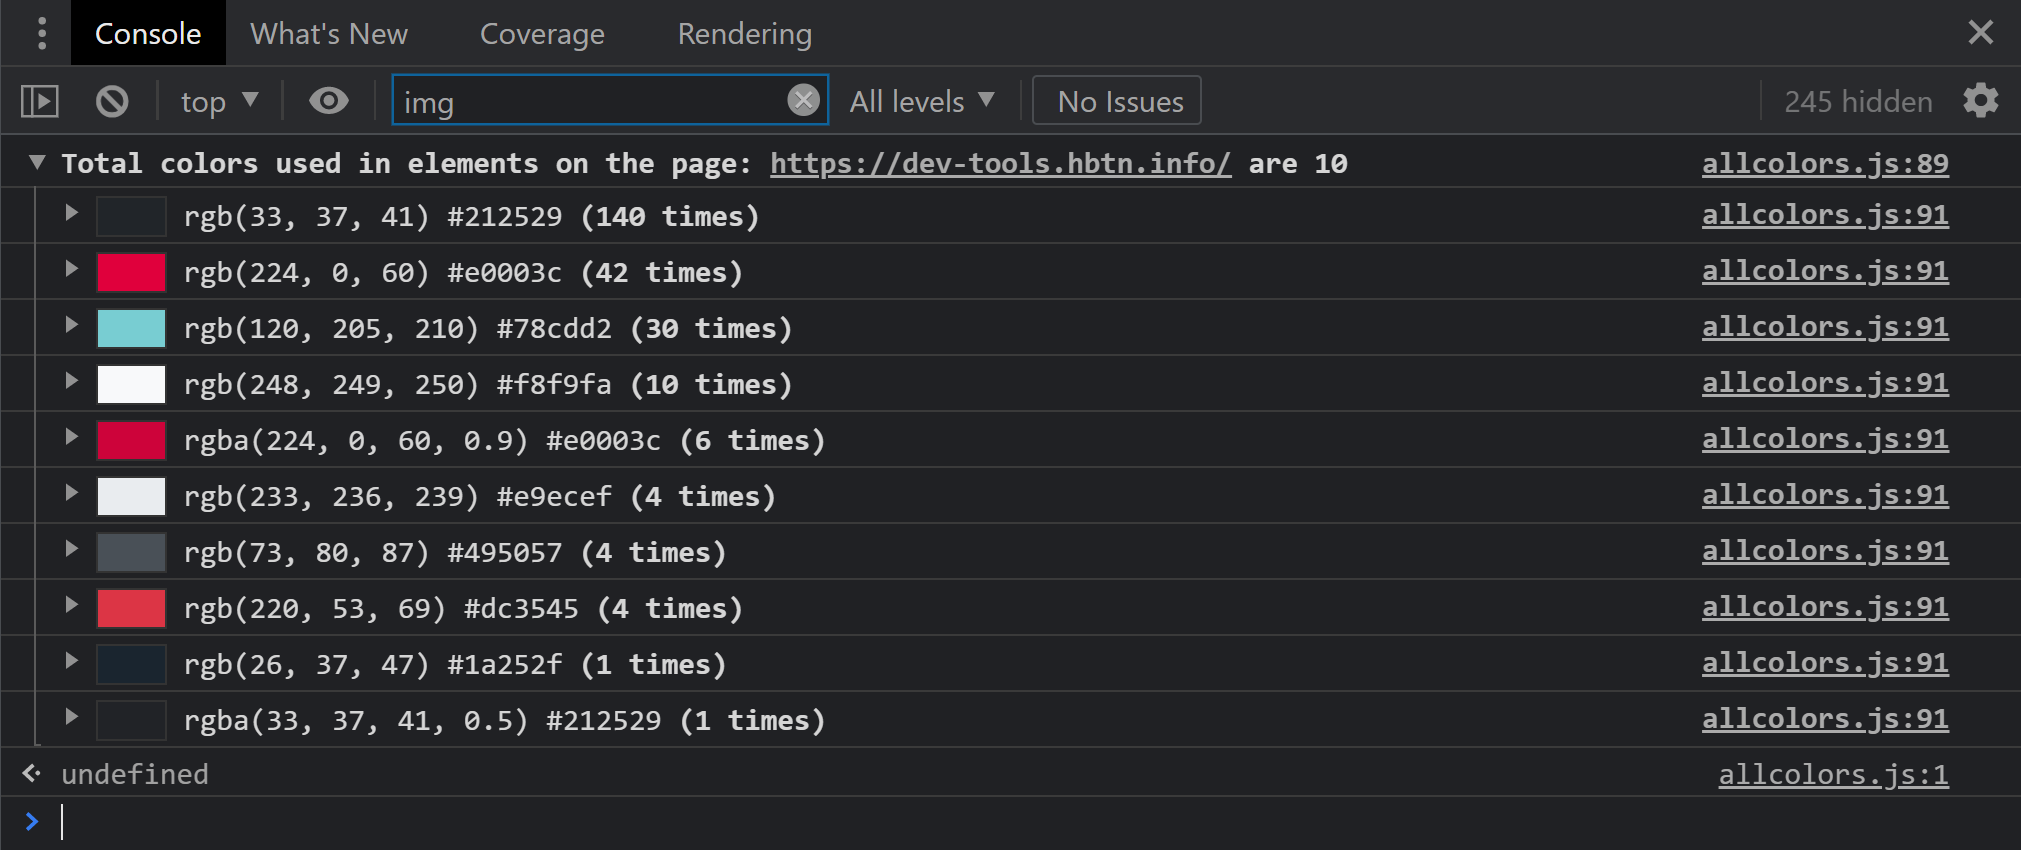 Console What's New Coverage Rendering
top img All levels No Issues 245 hidden
Total colors used in elements on the page: https://dev-tools.hbtn.info/ are 10 allcolors.js:89
rgb(33, 37, 41) #212529 (140 times) allcolors.js:91
rgb(224, 0, 60) #e0003c (42 times) allcolors.js:91
rgb(120, 205, 210) #78cdd2 (30 times) allcolors.js:91
rgb(248, 249, 250) #f8f9fa (10 times) allcolors.js:91
rgba(224, 0, 60, 0.9) #e0003c (6 times) allcolors.js:91
rgb(233, 236, 239) #e9ecef (4 times) allcolors.js:91
rgb(73, 80, 87) #495057 (4 times) allcolors.js:91
rgb(220, 53, 69) #dc3545 (4 times) allcolors.js:91
rgb(26, 37, 47) #1a252f (1 times) allcolors.js:91
rgba(33, 37, 41, 0.5) #212529 (1 times) allcolors.js:91
undefined allcolors.js:1